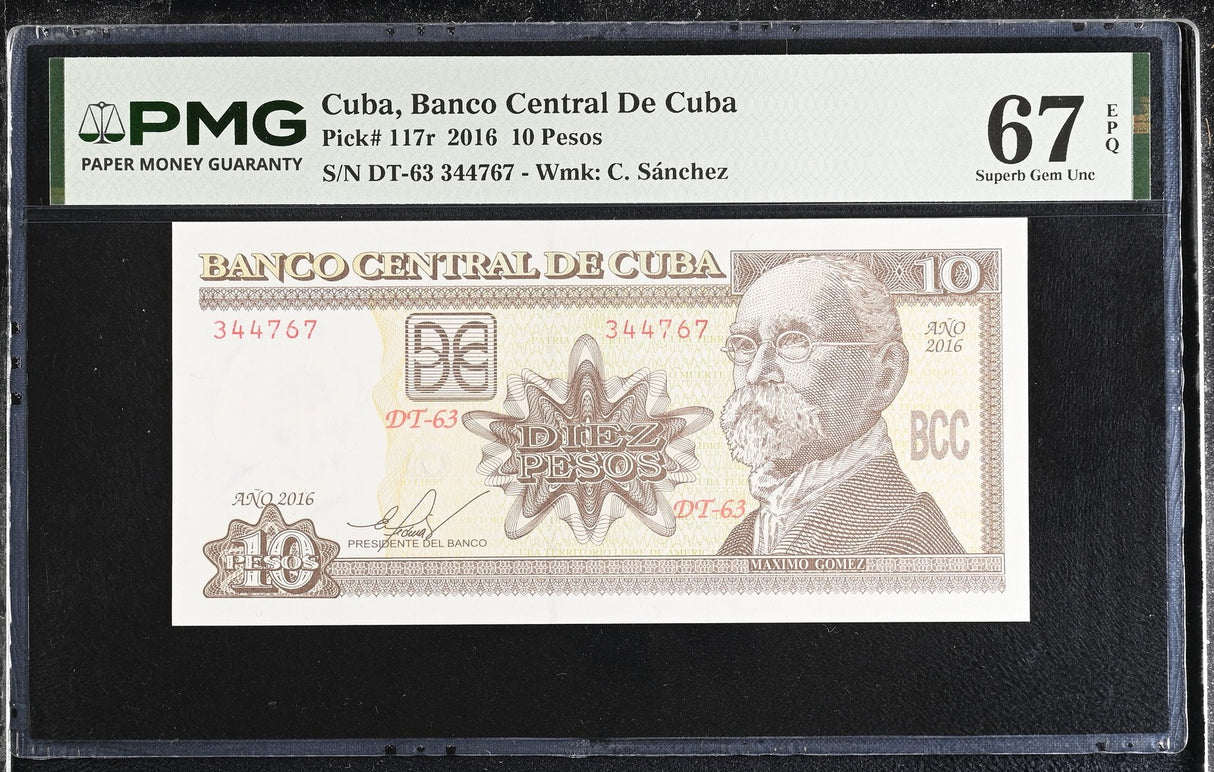 PMG
PAPER MONEY GUARANTY
Cuba, Banco Central De Cuba
Pick# 117r 2016 10 Pesos
S/N DT-63 344767 - Wmk: C. Sánchez
67
EPQ
Superb Gem Unc
BANCO CENTRAL DE CUBA
10
344767
344767
AÑO
2016
DT-63
DIEZ
PESOS
BCC
AÑO 2016
DT-63
PRESIDENTE DEL BANCO
10
PESOS
MAXIMO GOMEZ